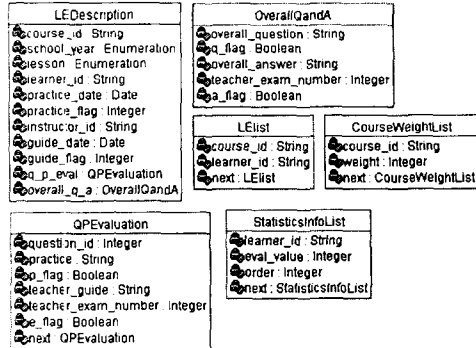 LEDescription
course_id : String
school_year : Enumeration
lesson : Enumeration
learner_id : String
practice_date : Date
practice_flag : Integer
instructor_id : String
guide_date : Date
guide_flag : Integer
q_p_eval : QPEvaluation
overall_q_a : OverallQandA
OverallQandA
overall_question : String
q_flag : Boolean
overall_answer : String
teacher_exam_number : Integer
a_flag : Boolean
LElist
course_id : String
learner_id : String
next : LElist
CourseWeightList
course_id : String
weight : Integer
next : CourseWeightList
QPEvaluation
question_id : Integer
practice : String
p_flag : Boolean
teacher_guide : String
teacher_exam_number : Integer
e_flag : Boolean
next : QPEvaluation
StatisticsInfoList
learner_id : String
eval_value : Integer
order : Integer
next : StatisticsInfoList